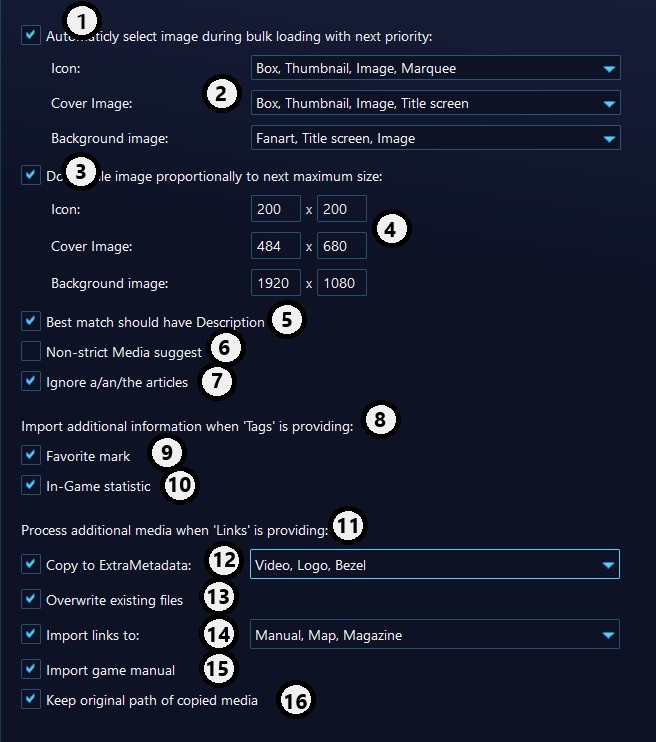 1
Automaticly select image during bulk loading with next priority:
Icon: Box, Thumbnail, Image, Marquee
2
Cover Image: Box, Thumbnail, Image, Title screen
Background image: Fanart, Title screen, Image
3
image proportionally to next maximum size:
Icon: 200 x 200
4
Cover Image: 484 x 680
Background image: 1920 x 1080
Best match should have Description 5
Non-strict Media suggest 6
Ignore a/an/the articles 7
Import additional information when 'Tags' is providing: 8
Favorite mark 9
In-Game statistic 10
Process additional media when 'Links' is providing: 11
Copy to ExtraMetadata: 12 Video, Logo, Bezel
Overwrite existing files 13
Import links to: 14 Manual, Map, Magazine
Import game manual 15
Keep original path of copied media 16